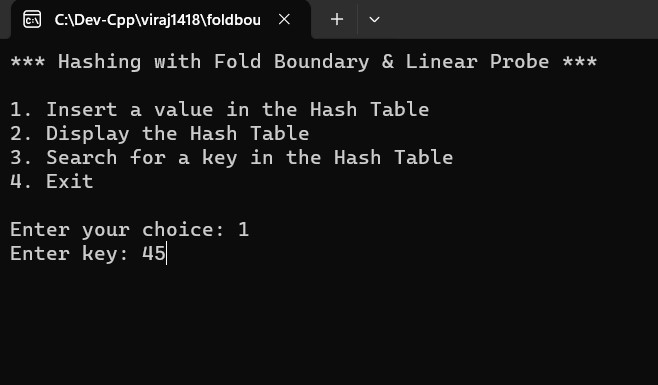 C:\Dev-Cpp\viraj1418\foldbou
*** Hashing with Fold Boundary & Linear Probe ***
1. Insert a value in the Hash Table
2. Display the Hash Table
3. Search for a key in the Hash Table
4. Exit
Enter your choice: 1
Enter key: 45